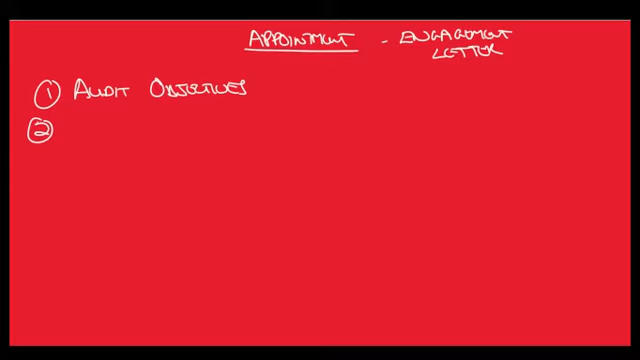 APPOINTMENT - ENGAGEMENT
LETTER
① AUDIT OBJECTIVES
②